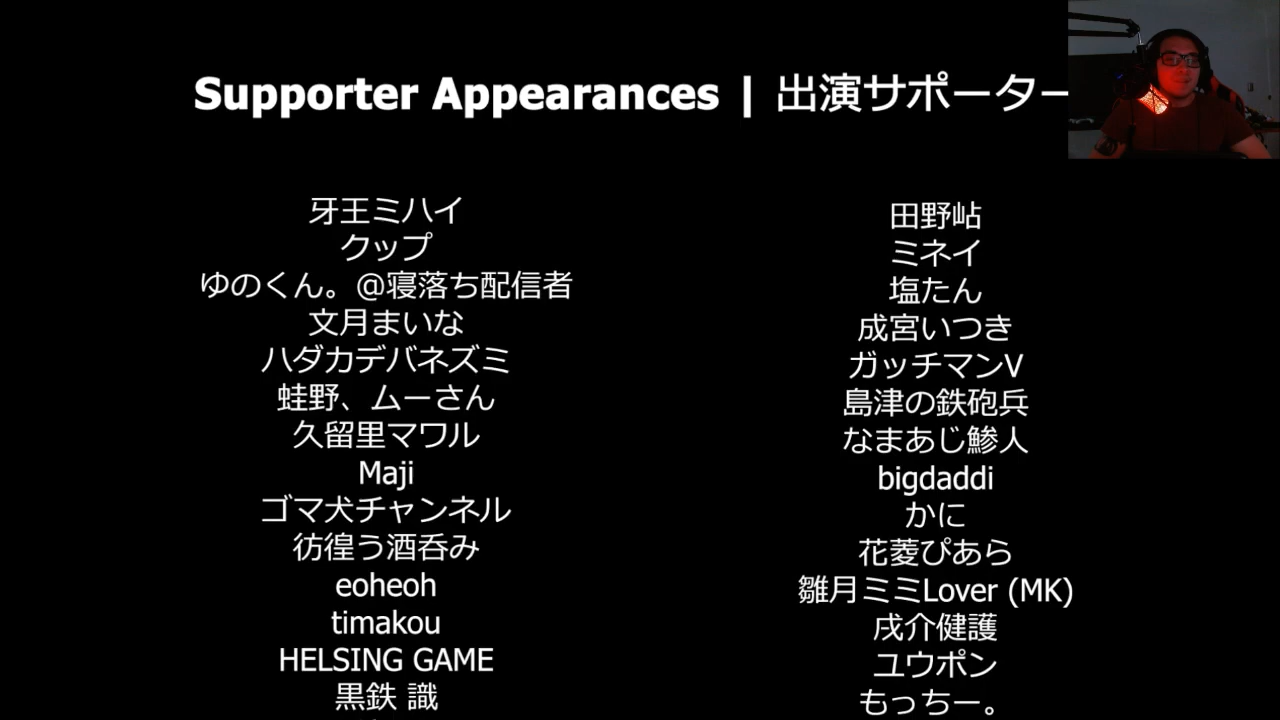 Supporter Appearances | 出演サポーター
牙王ミハイ
クップ
ゆのくん。@寝落ち配信者
文月まいな
ハダカデバネズミ
蛙野、ムーさん
久留里マワル
Maji
ゴマ犬チャンネル
彷徨う酒呑み
eoheoh
timakou
HELSING GAME
黒鉄 識
田野岾
ミネイ
塩たん
成宮いつき
ガッチマンV
島津の鉄砲兵
なまあじ鯵人
bigdaddi
かに
花菱ぴあら
雛月ミミLover (MK)
戌介健護
ユウポン
もっちー。